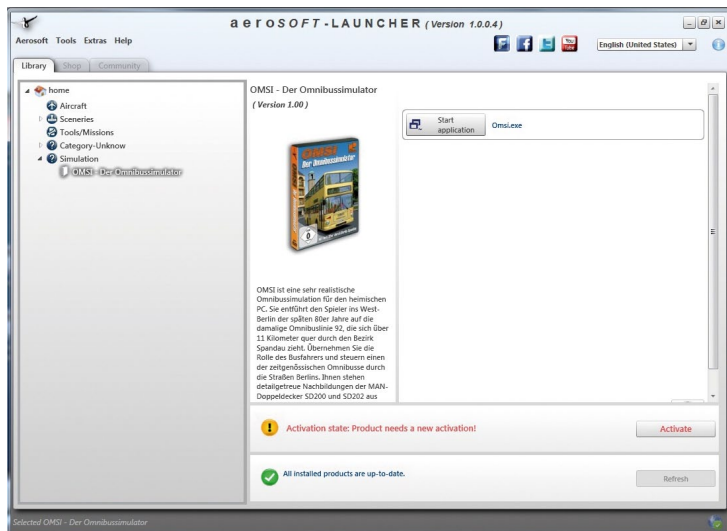 aeroSOFT-LAUNCHER (Version 1.0.0.4)
Aerosoft Tools Extras Help
English (United States)
Library Shop Community
home
Aircraft
Sceneries
Tools/Missions
Category-Unknow
Simulation
OMSI - Der Omnibussimulator
OMSI - Der Omnibussimulator
( Version 1.00 )
OMSI
Der Omnibussimulator
Start
application
Omsi.exe
OMSI ist eine sehr realistische
Omnibussimulation für den heimischen
PC. Sie entführt den Spieler ins West-
Berlin der späten 80er Jahre auf die
damalige Omnibuslinie 92, die sich über
11 Kilometer quer durch den Bezirk
Spandau zieht. Übernehmen Sie die
Rolle des Busfahrers und steuern einen
der zeitgenössischen Omnibusse durch
die Straßen Berlins. Ihnen stehen
detailgetreue Nachbildungen der MAN-
Doppeldecker SD200 und SD202 aus
Activation state: Product needs a new activation!
Activate
All installed products are up-to-date.
Refresh
Selected OMSI - Der Omnibussimulator